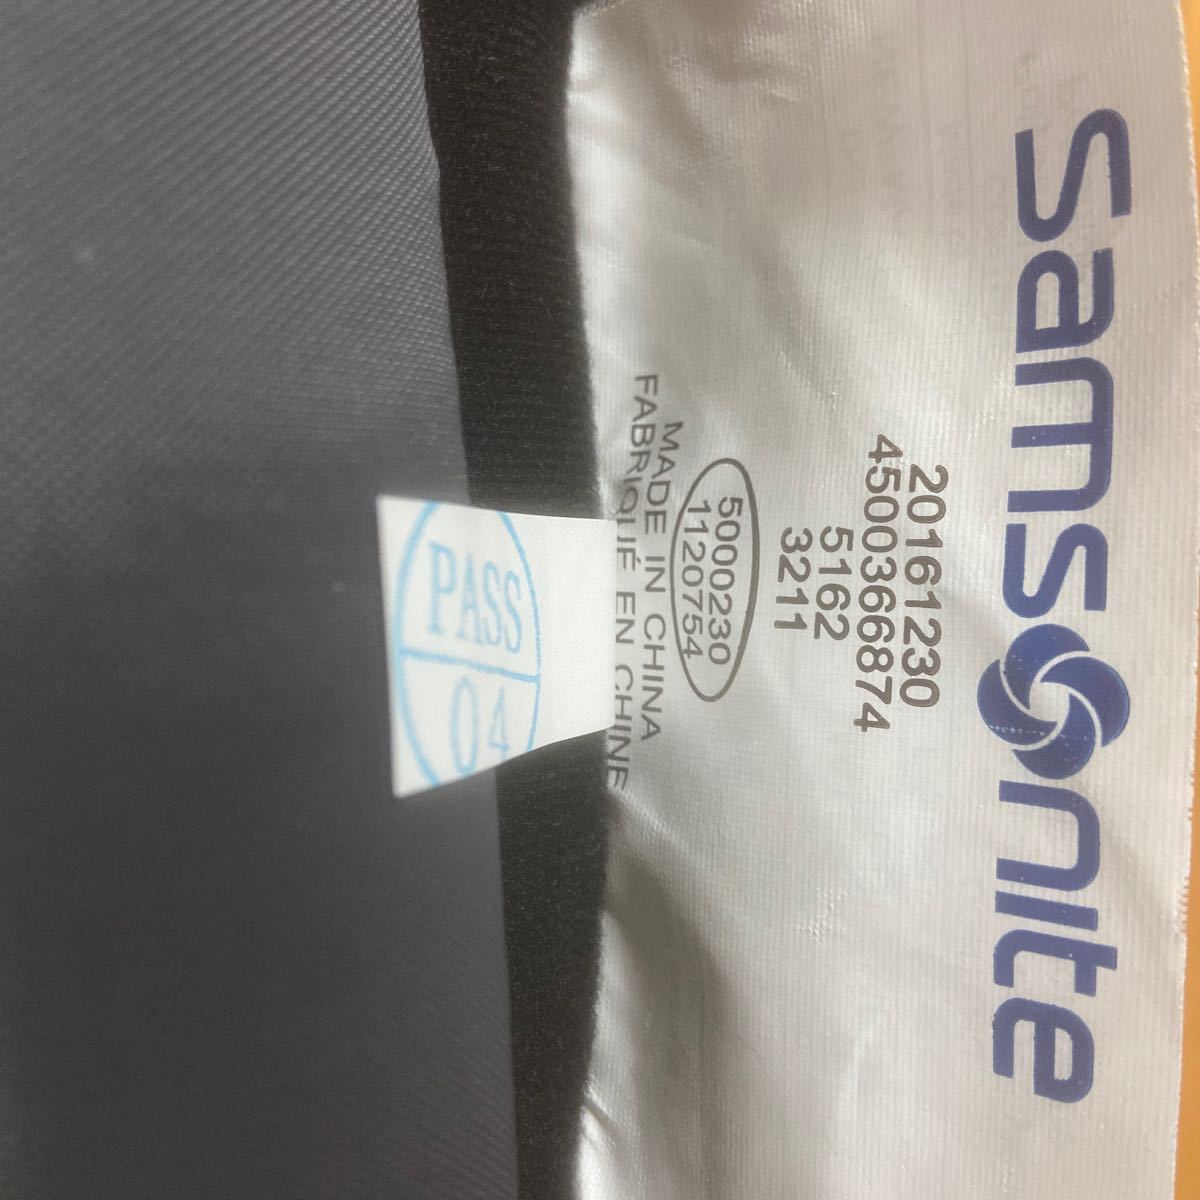 samsonite
20161230
4500366874
5162
3211
5000230
1120754
MADE IN CHINA
FABRIQUÉ EN CHINE
PASS
04